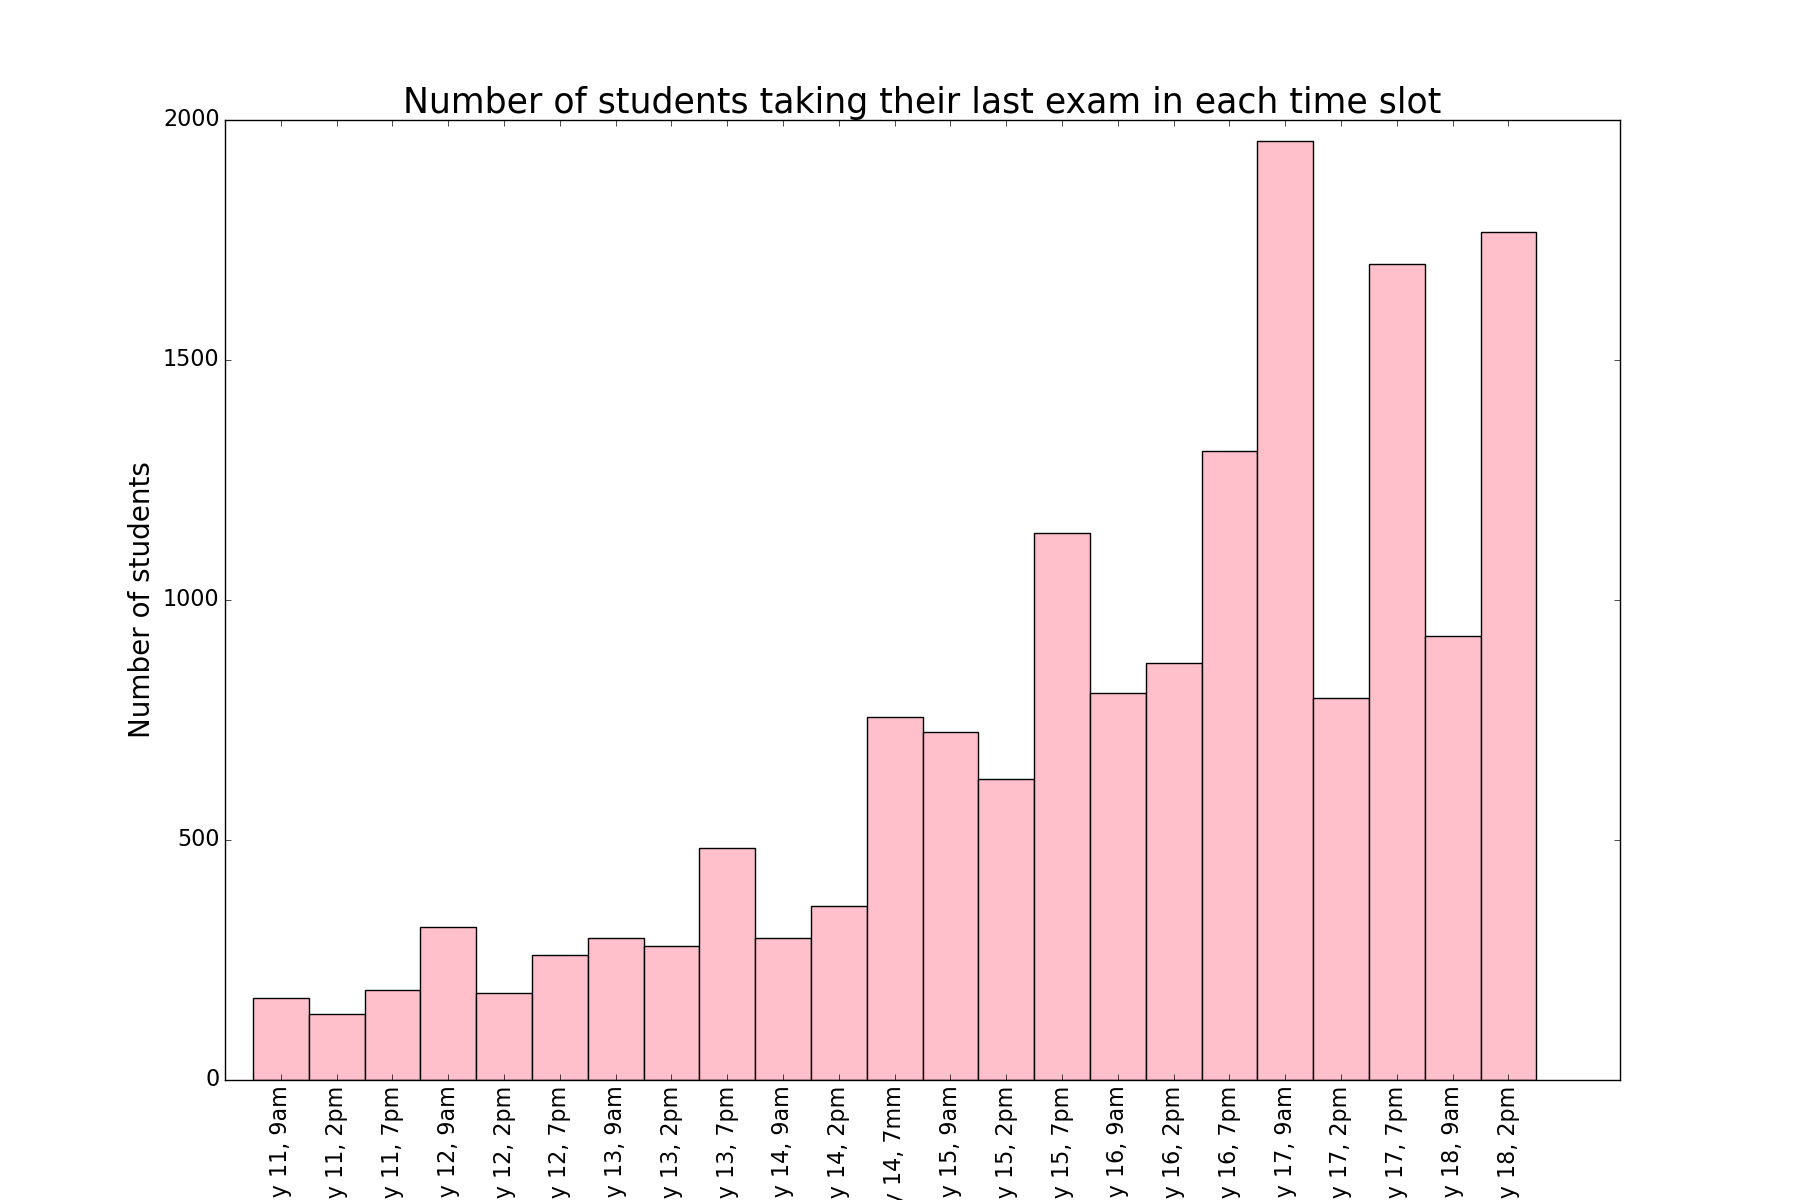 Number of students taking their last exam in each time slot
2000
1500
1000
500
0
Number of students
y 11, 9am
y 11, 2pm
y 11, 7pm
y 12, 9am
y 12, 2pm
y 12, 7pm
y 13, 9am
y 13, 2pm
y 13, 7pm
y 14, 9am
y 14, 2pm
y 14, 7mm
y 15, 9am
y 15, 2pm
y 15, 7pm
y 16, 9am
y 16, 2pm
y 16, 7pm
y 17, 9am
y 17, 2pm
y 17, 7pm
y 18, 9am
y 18, 2pm